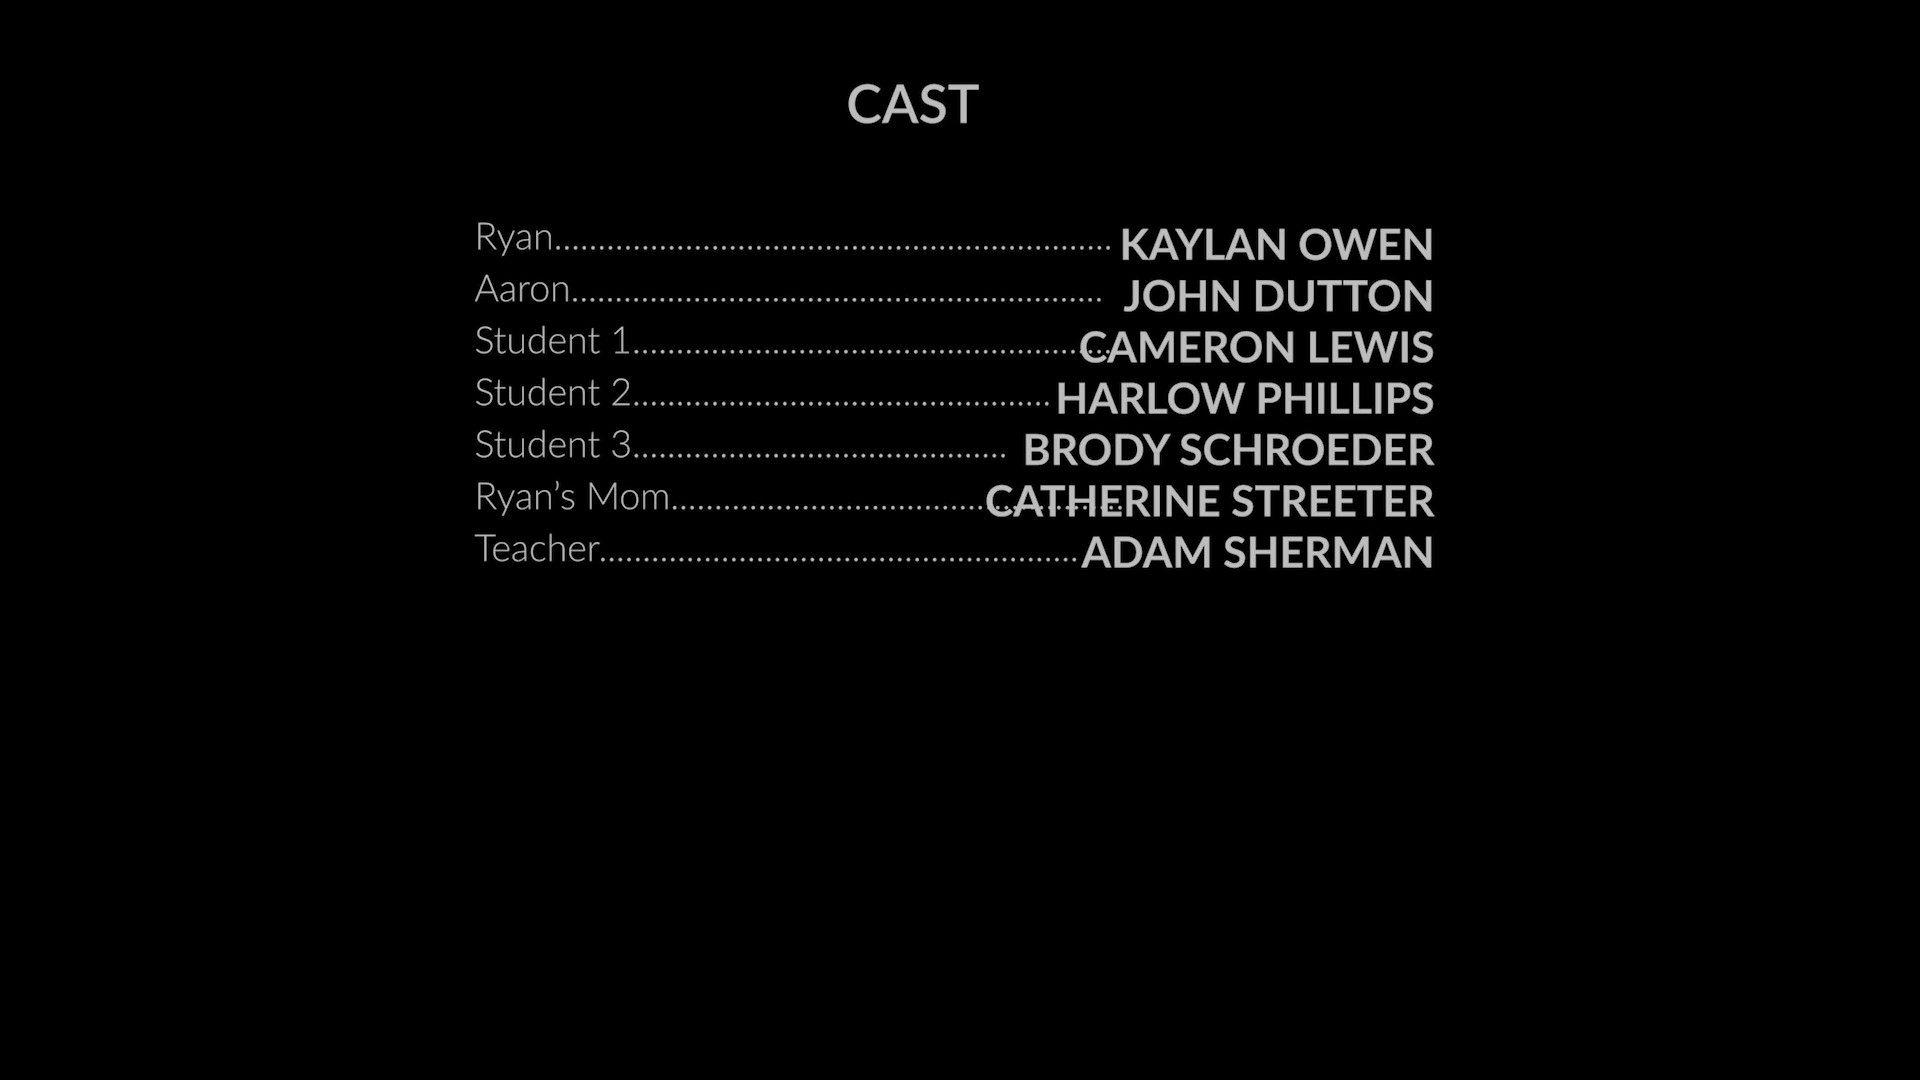 CAST
Ryan............................................................... KAYLAN OWEN
Aaron............................................................ JOHN DUTTON
Student 1......................................................CAMERON LEWIS
Student 2............................................... HARLOW PHILLIPS
Student 3.......................................... BRODY SCHROEDER
Ryan’s Mom...................................................CATHERINE STREETER
Teacher......................................................ADAM SHERMAN